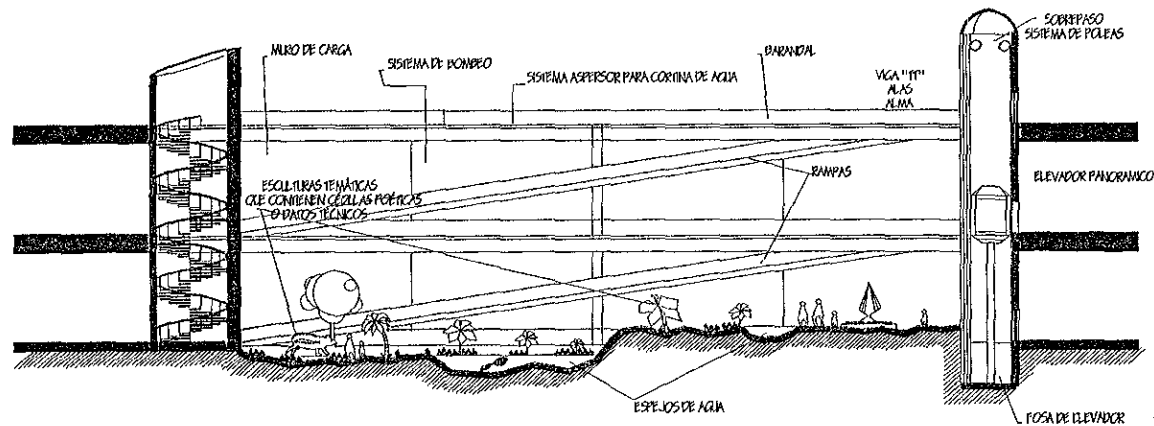 SOBREPASO
SISTEMA DE POLEAS
MURO DE CARGA
SISTEMA DE BOMBEO
SISTEMA ASPERSOR PARA CORTINA DE AGUA
BARANDAL
VIGA "IT"
ALAS
ALMA
ESCULTURAS TEMÁTICAS
QUE CONTIENEN CÉDULAS POÉTICAS
O DATOS TÉCNICOS
RAMPAS
ELEVADOR PANORAMICO
ESPEJOS DE AGUA
FOSA DE ELEVADOR